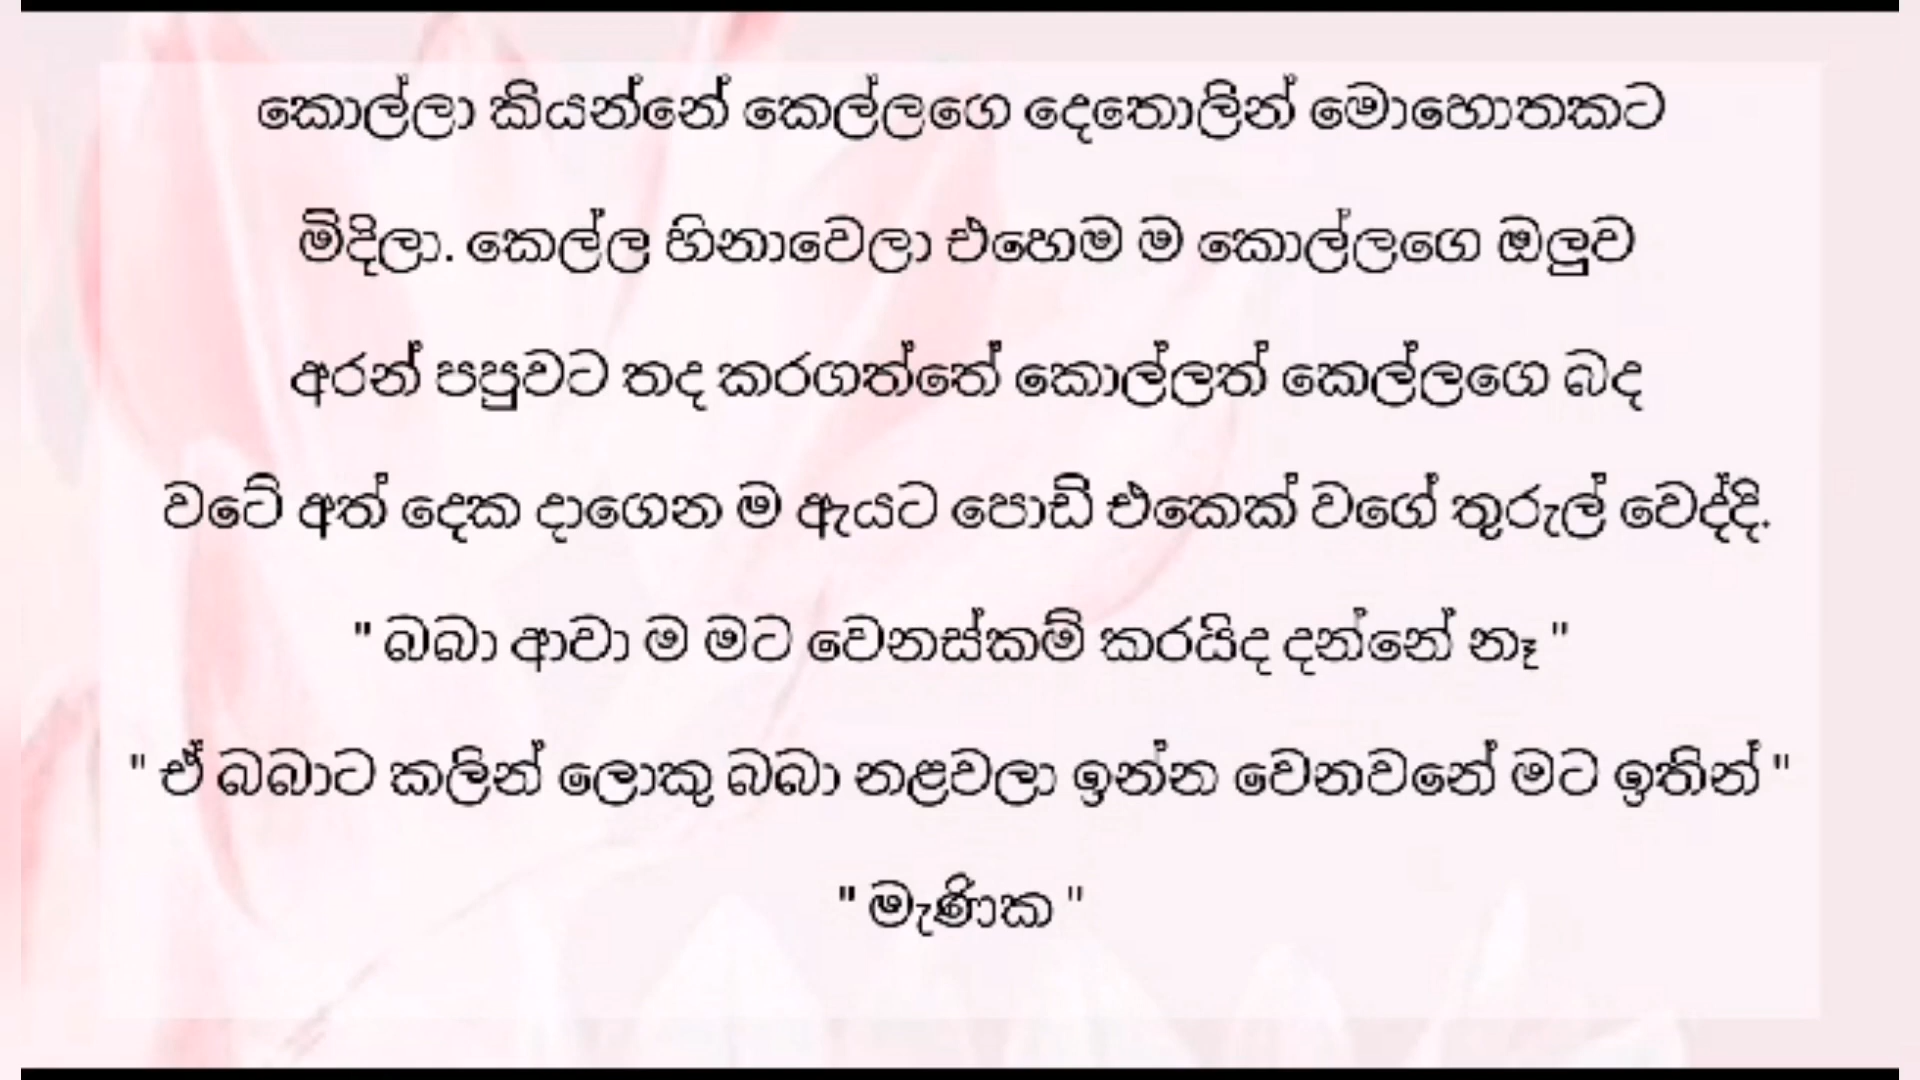 කොල්ලා කියන්නේ කෙල්ලගෙ දෙතොලින් මොහොතකට
මිදිලා. කෙල්ල හිනාවෙලා එහෙම ම කොල්ලගෙ ඔලුව
අරන් පපුවට තද කරගත්තේ කොල්ලත් කෙල්ලගෙ බද
වටේ අත් දෙක දාගෙන ම ඇයට පොඩි එකෙක් වගේ තුරුල් වෙද්දි.
" බබා ආවා ම මට වෙනස්කම් කරයිද දන්නේ නෑ "
" ඒ බබාට කලින් ලොකු බබා නළවලා ඉන්න වෙනවනේ මට ඉතින් "
" මැණික "